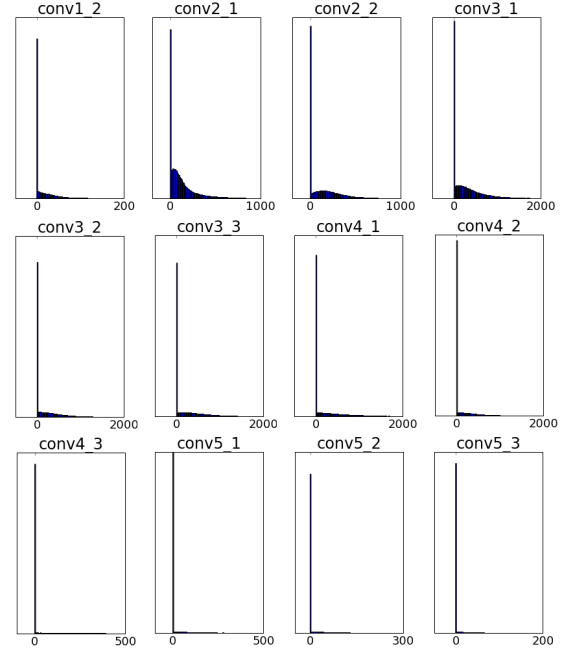 conv1_2 conv2_1 conv2_2 conv3_1
0 200 0 1000 0 1000 0 2000
conv3_2 conv3_3 conv4_1 conv4_2
0 2000 0 2000 0 2000 0 2000
conv4_3 conv5_1 conv5_2 conv5_3
0 500 0 500 0 300 0 200